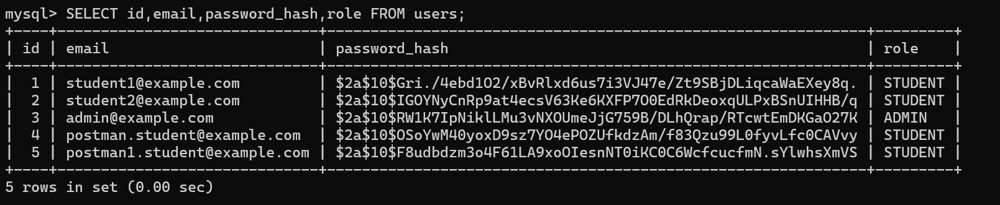 mysql> SELECT id,email,password_hash,role FROM users;
+----+------------------------------+--------------------------------------------------------------+---------+
| id | email                        | password_hash                                                | role    |
+----+------------------------------+--------------------------------------------------------------+---------+
|  1 | student1@example.com         | $2a$10$Gri./4ebd1O2/xBvRlxd6us7i3VJ47e/Zt9SBjDLiqcaWaEXey8q. | STUDENT |
|  2 | student2@example.com         | $2a$10$IGOYNyCnRp9at4ecsV63Ke6KXFP7O0EdRkDeoxqULPxBSnUIHHB/q | STUDENT |
|  3 | admin@example.com            | $2a$10$RW1K7IpNiklLMu3vNXOUmeJjG759B/DLhQrap/RTcwtEmDKGaO27K | ADMIN   |
|  4 | postman.student@example.com  | $2a$10$OSoYwM40yoxD9sz7YO4ePOZUfkdzAm/f83Qzu99L0fyvLfc0CAVvy | STUDENT |
|  5 | postman1.student@example.com | $2a$10$F8udbdzm3o4F61LA9xoOIesnNT0iKC0C6WcfcucfmN.sYlwhsXmVS | STUDENT |
+----+------------------------------+--------------------------------------------------------------+---------+
5 rows in set (0.00 sec)